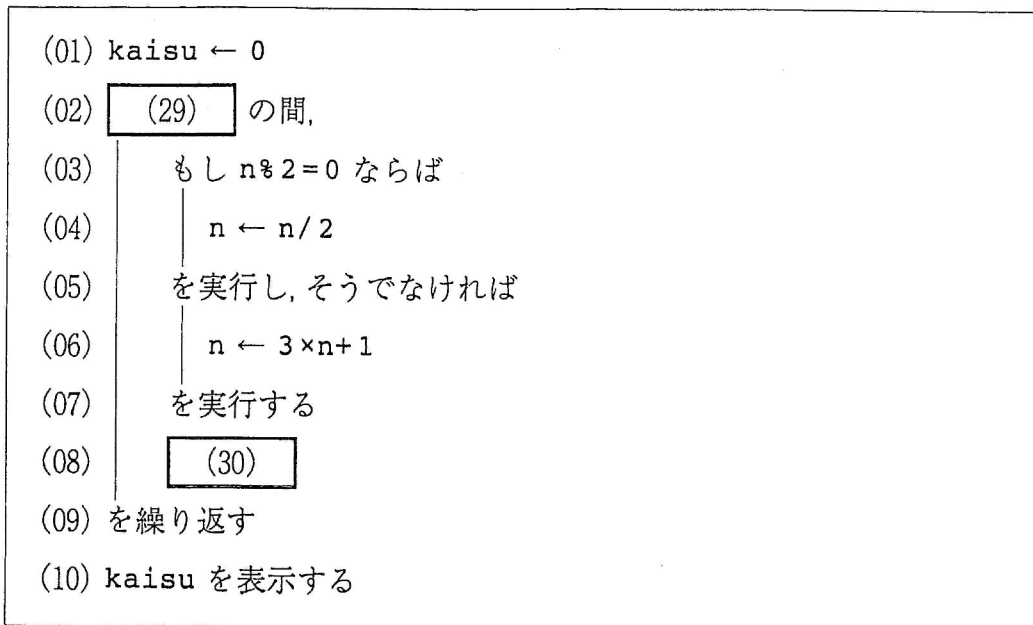 (01) kaisu ← 0
(02) (29) の間,
(03) もし n%2=0 ならば
(04) n ← n/2
(05) を実行し, そうでなければ
(06) n ← 3×n+1
(07) を実行する
(08) (30)
(09) を繰り返す
(10) kaisu を表示する